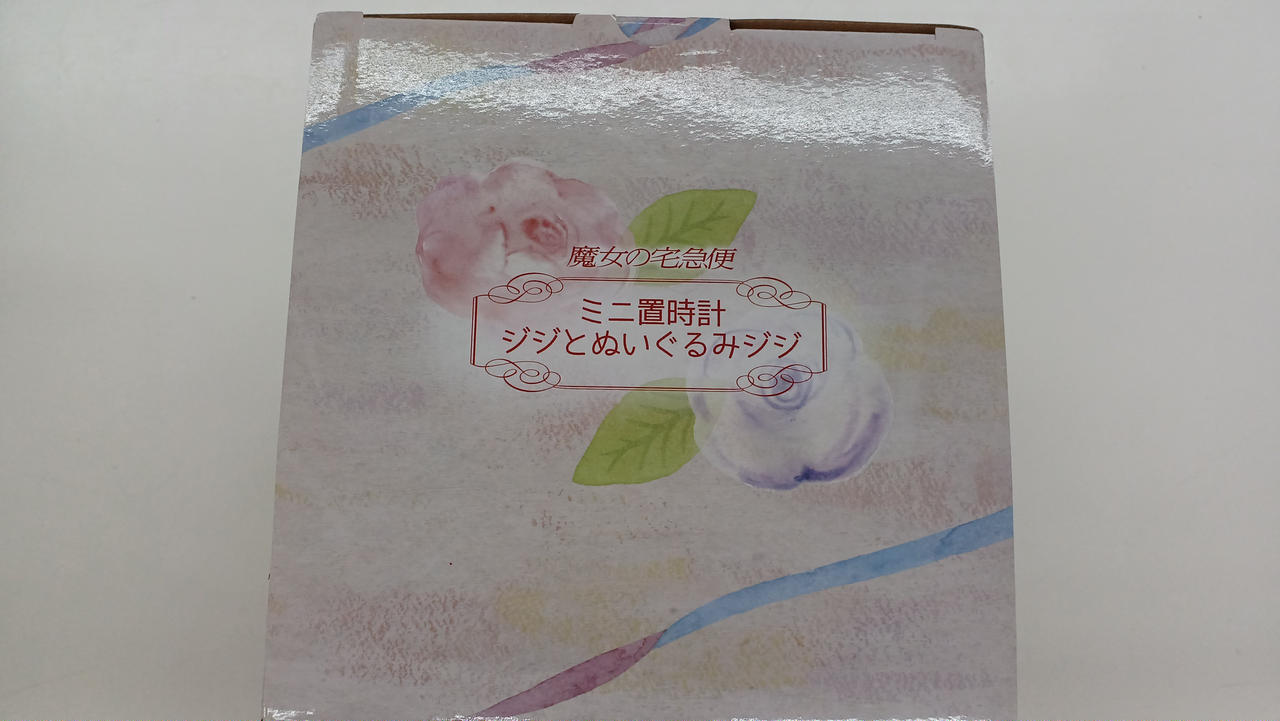 魔女の宅急便
ミニ置時計
ジジとぬいぐるみジジ